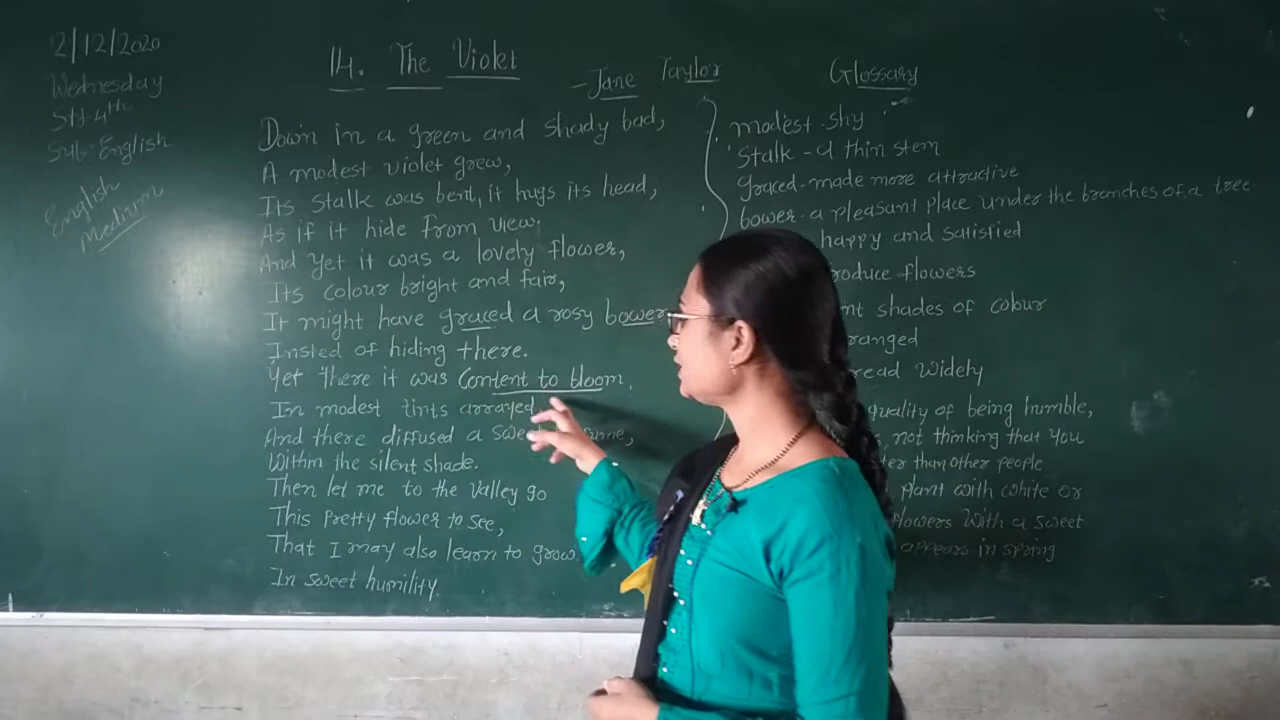 2/12/2020
Wednesday
Std 4th
Sub-English
English
Medium
14. The Violet
- Jane Taylor
Down in a green and shady bad,
A modest violet grew,
Its stalk was bent, it hugs its head,
As if it hide from view.
And yet it was a lovely flower,
Its colour bright and fair,
It might have graced a rosy bower
Insted of hiding there.
Yet there it was content to bloom,
In modest tints arrayed
And there diffused a
Within the silent shade.
Then let me to the valley go
This pretty flower to see,
That I may also learn to grow
In sweet humility.
Glossary
modest - shy
Stalk - a thin stem
graced - made more attractive
bower - a pleasant place under the branches of a tree
happy and satisfied
flowers
shades of colour
widely
quality of being humble,
not thinking that you
than other people
plant with white or
flowers with a sweet
appears in spring